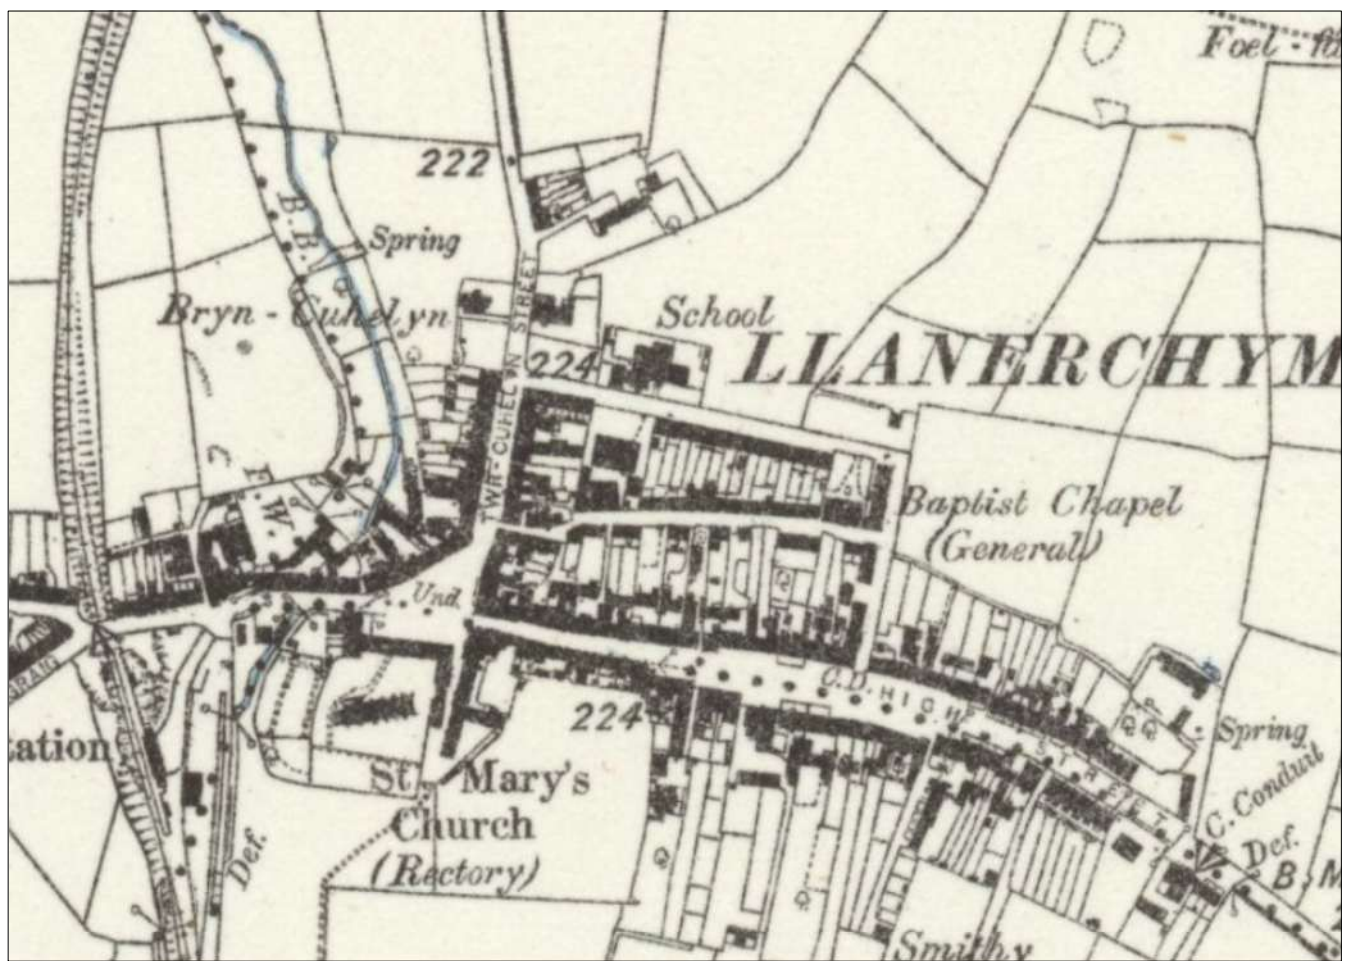 Foel - 
222
B. B.
Spring
Bryn - Cuhelyn
School
224
LLANERCHYM
TWR-CUHELYN STREET
F. W.
Baptist Chapel
(General)
Und.
C.D.
HIGH STREET
F. P.
224
Spring
tation
St. Mary's
Church
(Rectory)
Def.
C. Conduit
Def.
B.M
Smithy